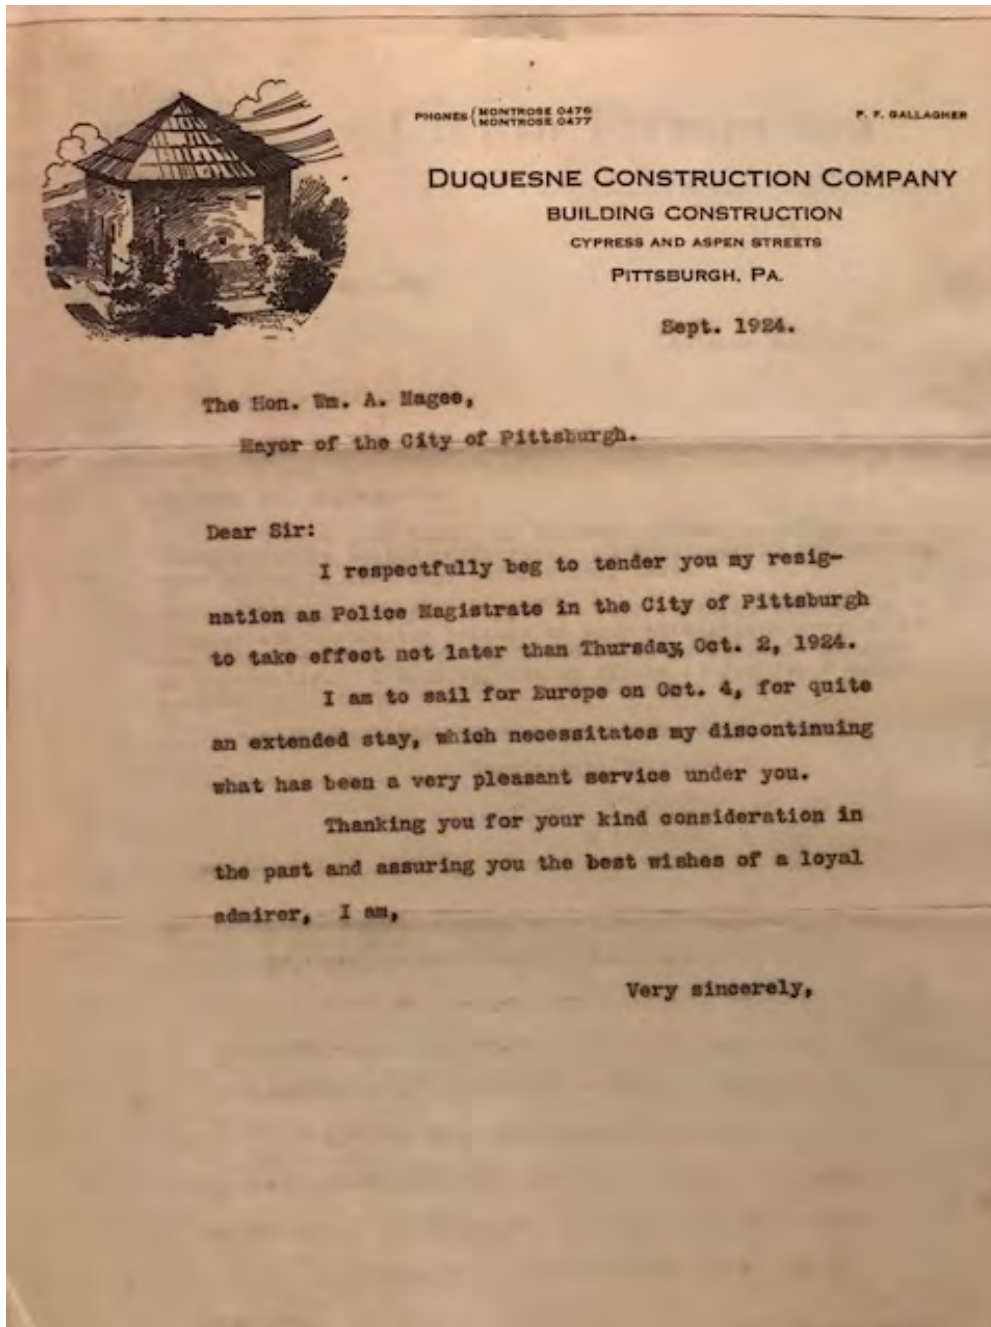 PHONES { MONTROSE 0476
MONTROSE 0477
P. F. GALLAGHER
DUQUESNE CONSTRUCTION COMPANY
BUILDING CONSTRUCTION
CYPRESS AND ASPEN STREETS
PITTSBURGH, PA.
Sept. 1924.
The Hon. Wm. A. Magee,
Mayor of the City of Pittsburgh.
Dear Sir:
I respectfully beg to tender you my resig-
nation as Police Magistrate in the City of Pittsburgh
to take effect not later than Thursday, Oct. 2, 1924.
I am to sail for Europe on Oct. 4, for quite
an extended stay, which necessitates my discontinuing
what has been a very pleasant service under you.
Thanking you for your kind consideration in
the past and assuring you the best wishes of a loyal
admirer, I am,
Very sincerely,